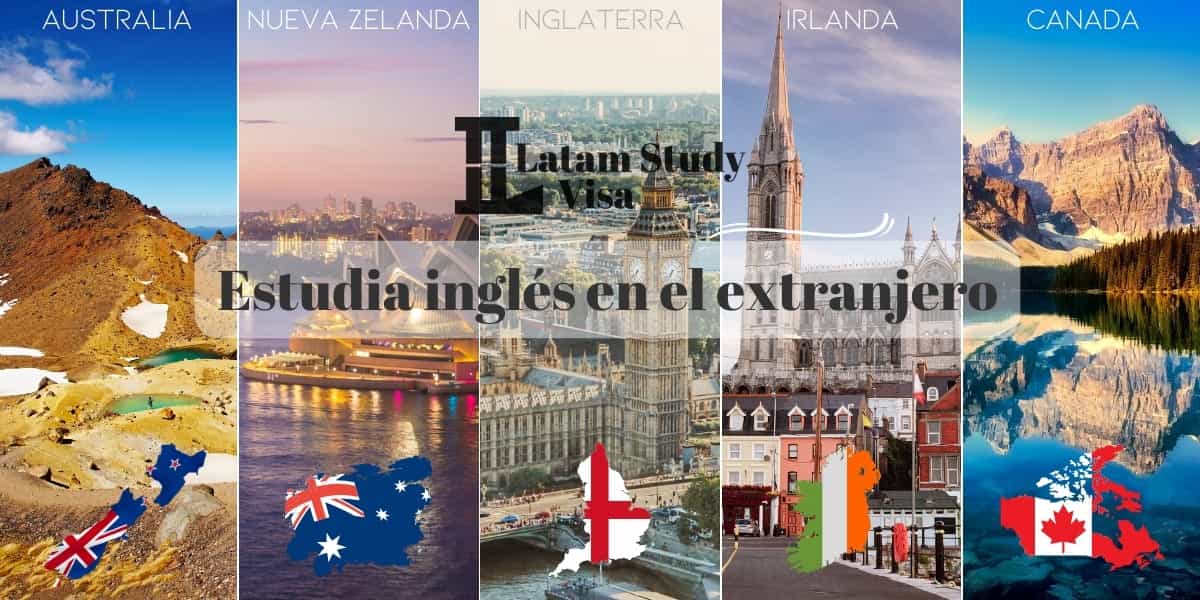 AUSTRALIA
NUEVA ZELANDA
INGLATERRA
IRLANDA
CANADA
Latam Study
Visa
Estudia inglés en el extranjero